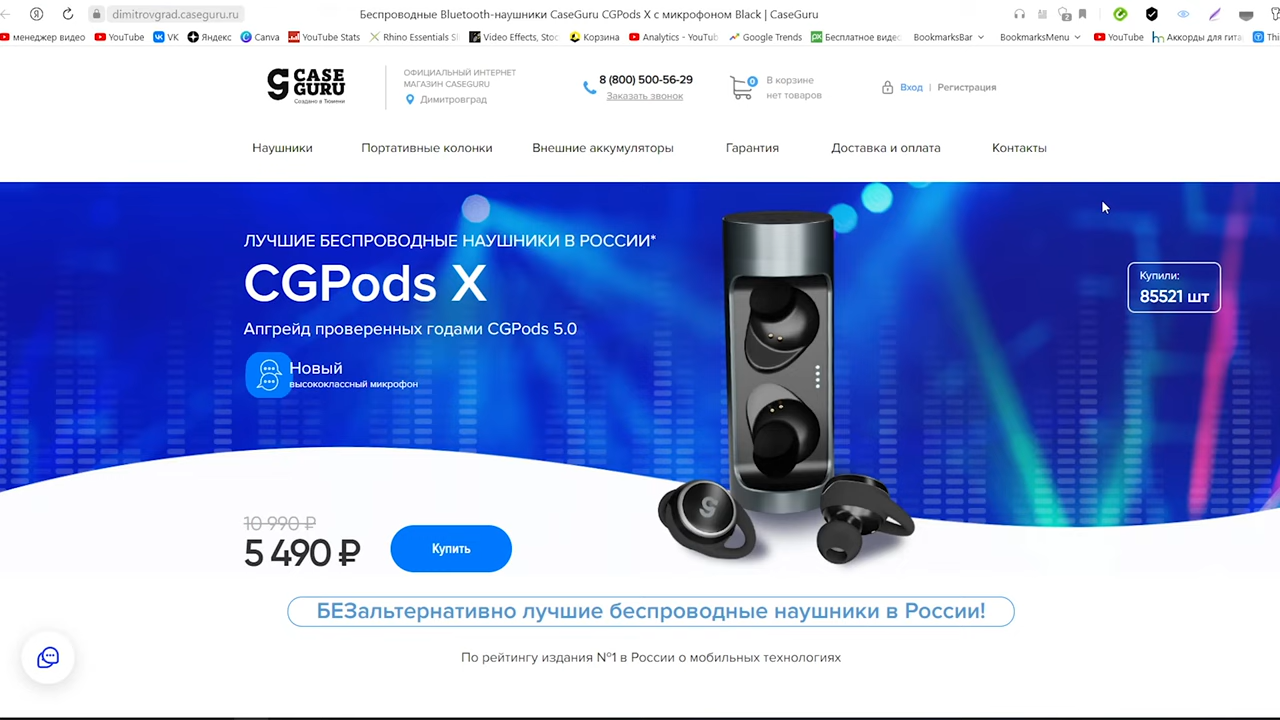 dimitrovgrad.caseguru.ru
Беспроводные Bluetooth-наушники CaseGuru CGPods X с микрофоном Black | CaseGuru
2
менеджер видео
YouTube
VK
Яндекс
Canva
YouTube Stats
Rhino Essentials
Video Effects, Stoc
Корзина
Analytics - YouTub
Google Trends
Бесплатное видео
BookmarksBar
BookmarksMenu
YouTube
Аккорды для гита
Thi
CASE
GURU
Создано в Тюмени
ОФИЦИАЛЬНЫЙ ИНТЕРНЕТ
МАГАЗИН CASEGURU
Димитровград
8 (800) 500-56-29
Заказать звонок
0
В корзине
нет товаров
Вход | Регистрация
Наушники
Портативные колонки
Внешние аккумуляторы
Гарантия
Доставка и оплата
Контакты
ЛУЧШИЕ БЕСПРОВОДНЫЕ НАУШНИКИ В РОССИИ*
CGPods X
Апгрейд проверенных годами CGPods 5.0
Новый
высококлассный микрофон
Купили:
85521 шт
10 990 ₽
5 490 ₽
Купить
БЕЗальтернативно лучшие беспроводные наушники в России!
По рейтингу издания №1 в России о мобильных технологиях